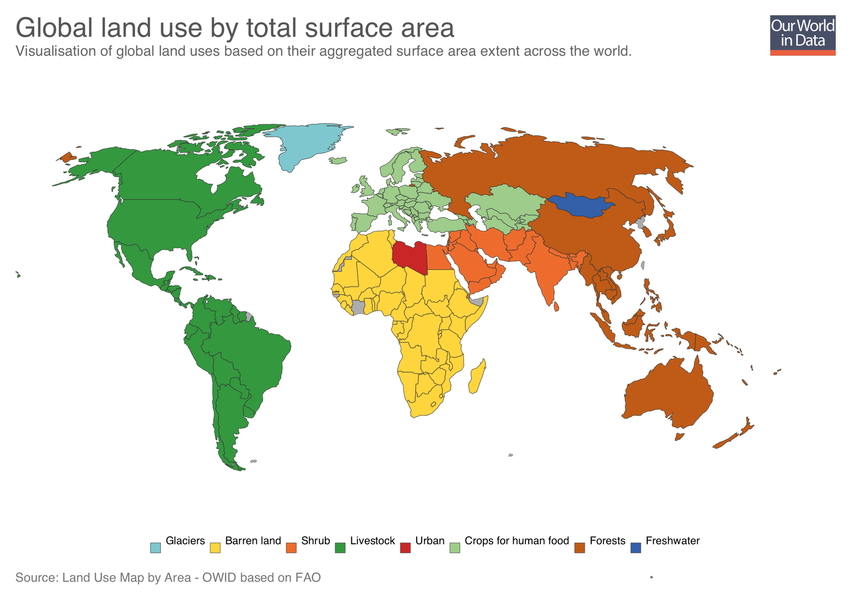 Global land use by total surface area
Visualisation of global land uses based on their aggregated surface area extent across the world.
Our World
in Data
Glaciers
Barren land
Shrub
Livestock
Urban
Crops for human food
Forests
Freshwater
Source: Land Use Map by Area - OWID based on FAO